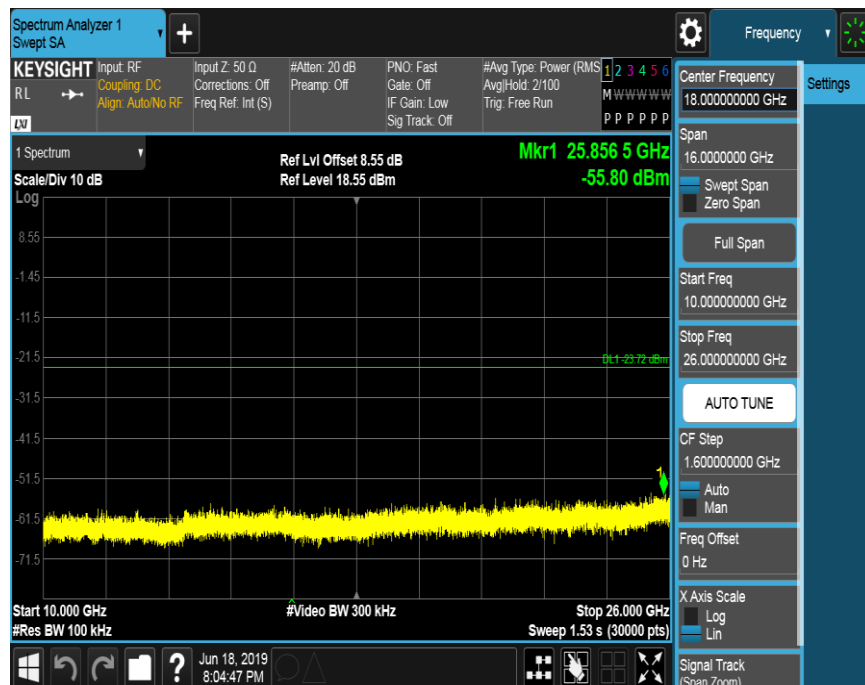 Spectrum Analyzer 1
Swept SA
+
Frequency
KEYSIGHT
RL
LXI
Input: RF
Coupling: DC
Align: Auto/No RF
Input Z: 50 Ω
Corrections: Off
Freq Ref: Int (S)
#Atten: 20 dB
Preamp: Off
PNO: Fast
Gate: Off
IF Gain: Low
Sig Track: Off
#Avg Type: Power (RMS
Avg|Hold: 2/100
Trig: Free Run
1 2 3 4 5 6
M W W W W W
P P P P P P
1 Spectrum
Scale/Div 10 dB
Log
Ref Lvl Offset 8.55 dB
Ref Level 18.55 dBm
Mkr1 25.856 5 GHz
-55.80 dBm
8.55
-1.45
-11.5
-21.5
DL1 -23.72 dBm
-31.5
-41.5
-51.5
1
-61.5
-71.5
Start 10.000 GHz
#Res BW 100 kHz
#Video BW 300 kHz
Stop 26.000 GHz
Sweep 1.53 s (30000 pts)
?
Jun 18, 2019
8:04:47 PM
Center Frequency
18.000000000 GHz
Span
16.0000000 GHz
Swept Span
Zero Span
Full Span
Start Freq
10.000000000 GHz
Stop Freq
26.000000000 GHz
AUTO TUNE
CF Step
1.600000000 GHz
Auto
Man
Freq Offset
0 Hz
X Axis Scale
Log
Lin
Signal Track
(Span Zoom)
Settings